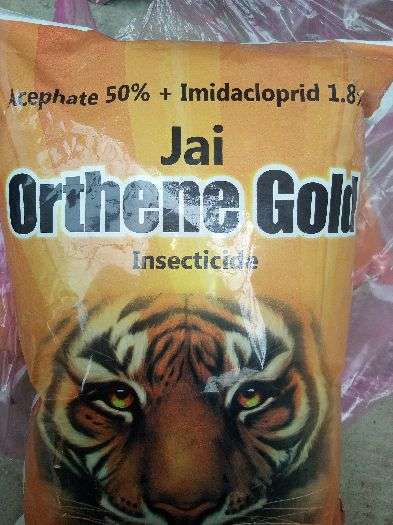 Acephate 50% + Imidacloprid 1.8%
Jai
Orthene Gold
Insecticide